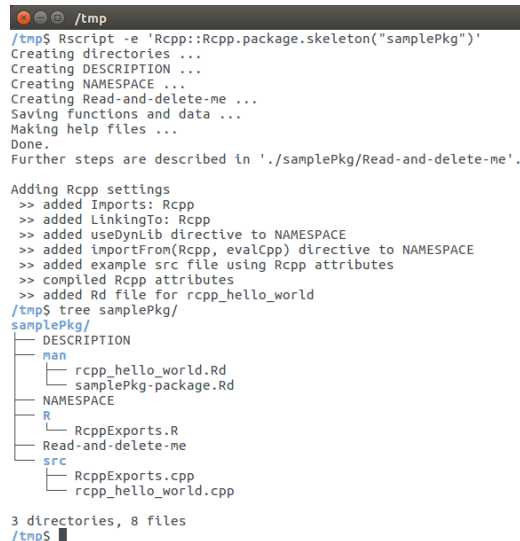 /tmp
/tmp$ Rscript -e 'Rcpp::Rcpp.package.skeleton("samplePkg")'
Creating directories ...
Creating DESCRIPTION ...
Creating NAMESPACE ...
Creating Read-and-delete-me ...
Saving functions and data ...
Making help files ...
Done.
Further steps are described in './samplePkg/Read-and-delete-me'.

Adding Rcpp settings
 >> added Imports: Rcpp
 >> added LinkingTo: Rcpp
 >> added useDynLib directive to NAMESPACE
 >> added importFrom(Rcpp, evalCpp) directive to NAMESPACE
 >> added example src file using Rcpp attributes
 >> compiled Rcpp attributes
 >> added Rd file for rcpp_hello_world
/tmp$ tree samplePkg/
samplePkg/
├── DESCRIPTION
├── man
│   ├── rcpp_hello_world.Rd
│   └── samplePkg-package.Rd
├── NAMESPACE
├── R
│   └── RcppExports.R
├── Read-and-delete-me
└── src
    ├── RcppExports.cpp
    └── rcpp_hello_world.cpp

3 directories, 8 files
/tmp$